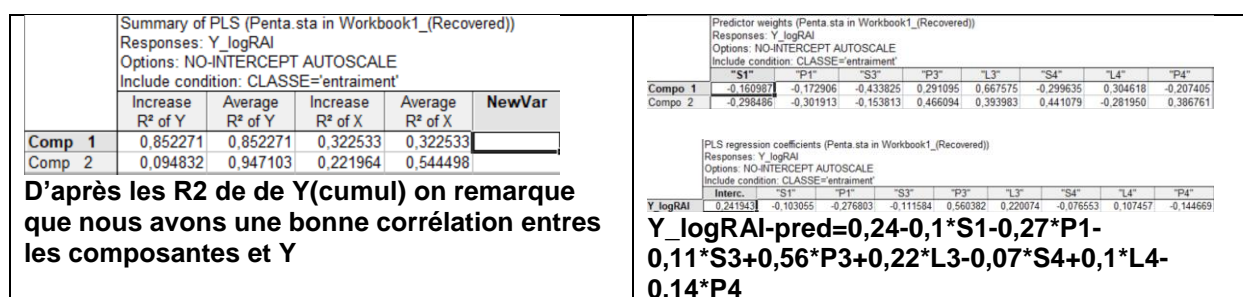 Summary of PLS (Penta.sta in Workbook1_(Recovered))
Responses: Y_logRAI
Options: NO-INTERCEPT AUTOSCALE
Include condition: CLASSE='entraiment'
Increase R² of Y Average R² of Y Increase R² of X Average R² of X NewVar
Comp 1 0,852271 0,852271 0,322533 0,322533
Comp 2 0,094832 0,947103 0,221964 0,544498
D'après les R2 de de Y(cumul) on remarque
que nous avons une bonne corrélation entres
les composantes et Y
Predictor weights (Penta.sta in Workbook1_(Recovered))
Responses: Y_logRAI
Options: NO-INTERCEPT AUTOSCALE
Include condition: CLASSE='entraiment'
"S1" "P1" "S3" "P3" "L3" "S4" "L4" "P4"
Compo 1 -0,160987 -0,172906 -0,433825 0,291095 0,667575 -0,299635 0,304618 -0,207405
Compo 2 -0,298486 -0,301913 -0,153813 0,466094 0,393983 0,441079 -0,281950 0,386761
PLS regression coefficients (Penta.sta in Workbook1_(Recovered))
Responses: Y_logRAI
Options: NO-INTERCEPT AUTOSCALE
Include condition: CLASSE='entraiment'
Interc. "S1" "P1" "S3" "P3" "L3" "S4" "L4" "P4"
Y_logRAI 0,241943 -0,103055 -0,276803 -0,111584 0,560382 0,220074 -0,076553 0,107457 -0,144669
Y_logRAI-pred=0,24-0,1*S1-0,27*P1-
0,11*S3+0,56*P3+0,22*L3-0,07*S4+0,1*L4-
0,14*P4